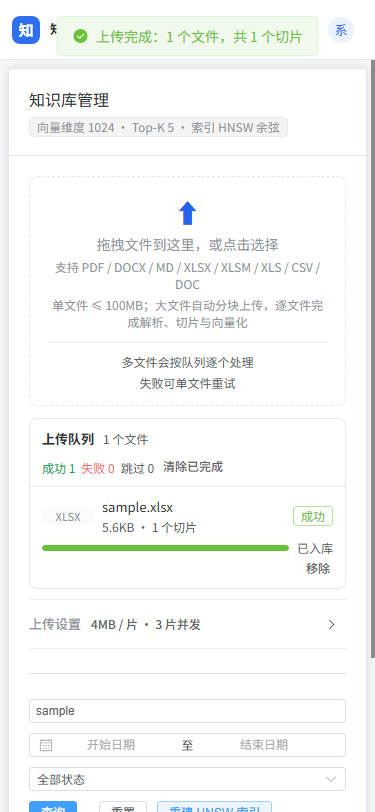 知
上传完成：1 个文件，共 1 个切片
系
知识库管理
向量维度 1024 · Top-K 5 · 索引 HNSW 余弦
拖拽文件到这里，或点击选择
支持 PDF / DOCX / MD / XLSX / XLSM / XLS / CSV /
DOC
单文件 ≤ 100MB；大文件自动分块上传，逐文件完
成解析、切片与向量化
多文件会按队列逐个处理
失败可单文件重试
上传队列 1 个文件
成功 1 失败 0 跳过 0 清除已完成
XLSX
sample.xlsx
5.6KB · 1 个切片
成功
已入库
移除
上传设置 4MB / 片 · 3 片并发
sample
开始日期 至 结束日期
全部状态
查询 重置 重建 HNSW 索引